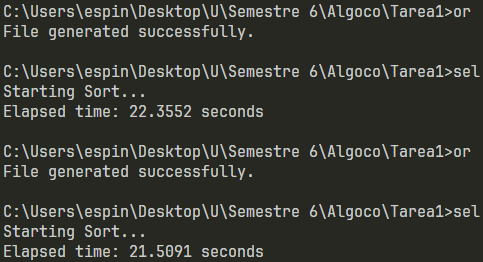 C:\Users\espin\Desktop\U\Semestre 6\Algoco\Tarea1>or
File generated successfully.
C:\Users\espin\Desktop\U\Semestre 6\Algoco\Tarea1>sel
Starting Sort...
Elapsed time: 22.3552 seconds
C:\Users\espin\Desktop\U\Semestre 6\Algoco\Tarea1>or
File generated successfully.
C:\Users\espin\Desktop\U\Semestre 6\Algoco\Tarea1>sel
Starting Sort...
Elapsed time: 21.5091 seconds